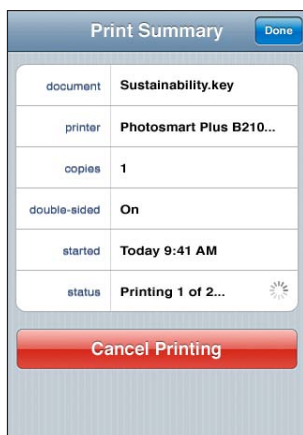 Print Summary
Done
document Sustainability.key
printer Photosmart Plus B210...
copies 1
double-sided On
started Today 9:41 AM
status Printing 1 of 2...
Cancel Printing